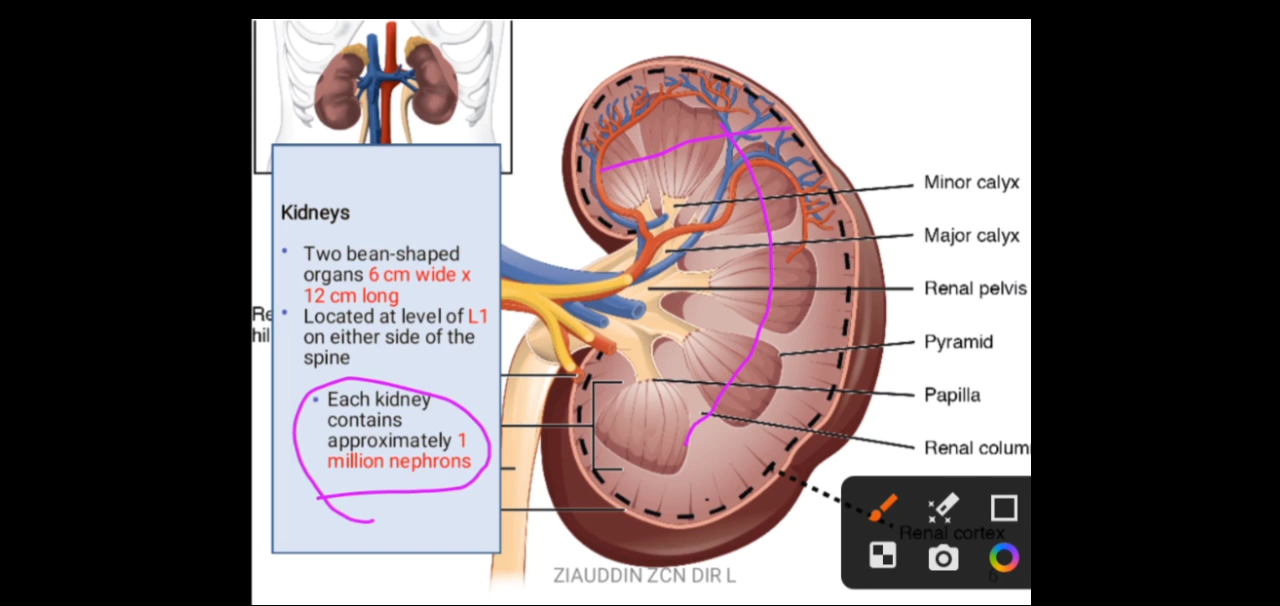 Kidneys
• Two bean-shaped
organs 6 cm wide x
12 cm long
• Located at level of L1
on either side of the
spine
• Each kidney
contains
approximately 1
million nephrons
Re
hil
Minor calyx
Major calyx
Renal pelvis
Pyramid
Papilla
Renal colum
Renal cortex
ZIAUDDIN ZCN DIR L